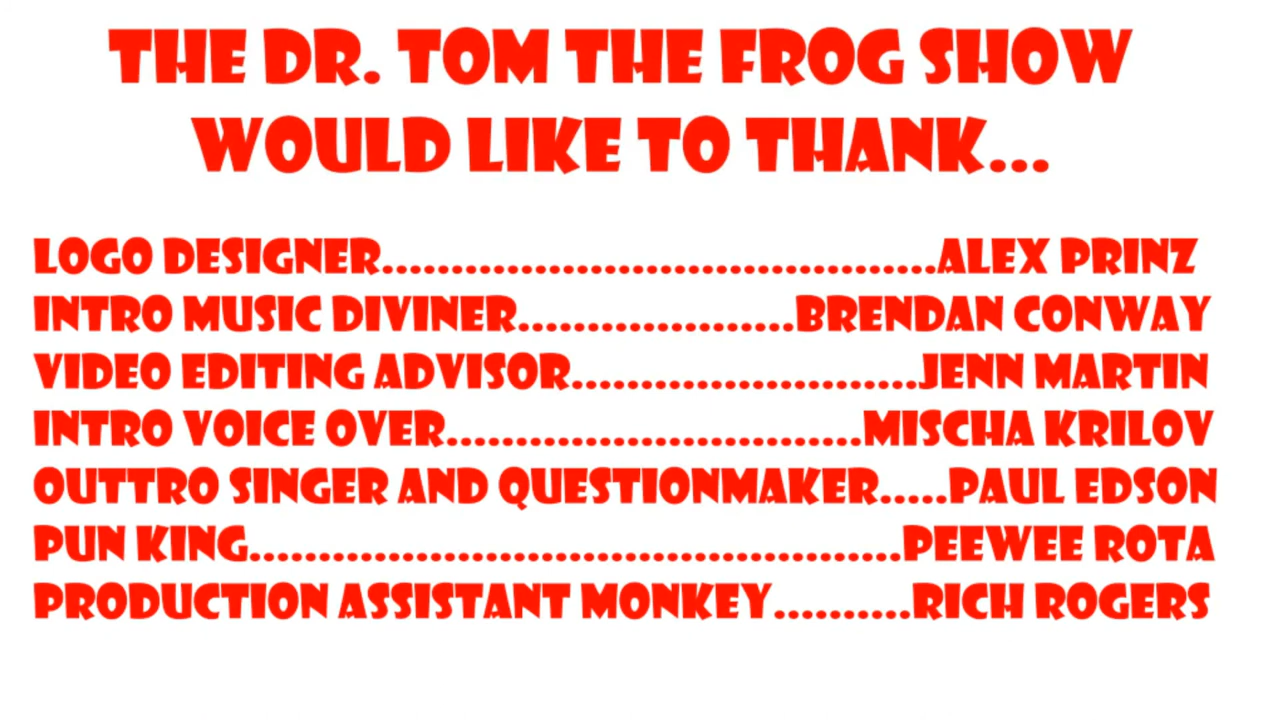 THE DR. TOM THE FROG SHOW
WOULD LIKE TO THANK...
LOGO DESIGNER........................................ALEX PRINZ
INTRO MUSIC DIVINER....................BRENDAN CONWAY
VIDEO EDITING ADVISOR.........................JENN MARTIN
INTRO VOICE OVER..............................MISCHA KRILOV
OUTTRO SINGER AND QUESTIONMAKER.....PAUL EDSON
PUN KING...............................................PEEWEE ROTA
PRODUCTION ASSISTANT MONKEY..........RICH ROGERS